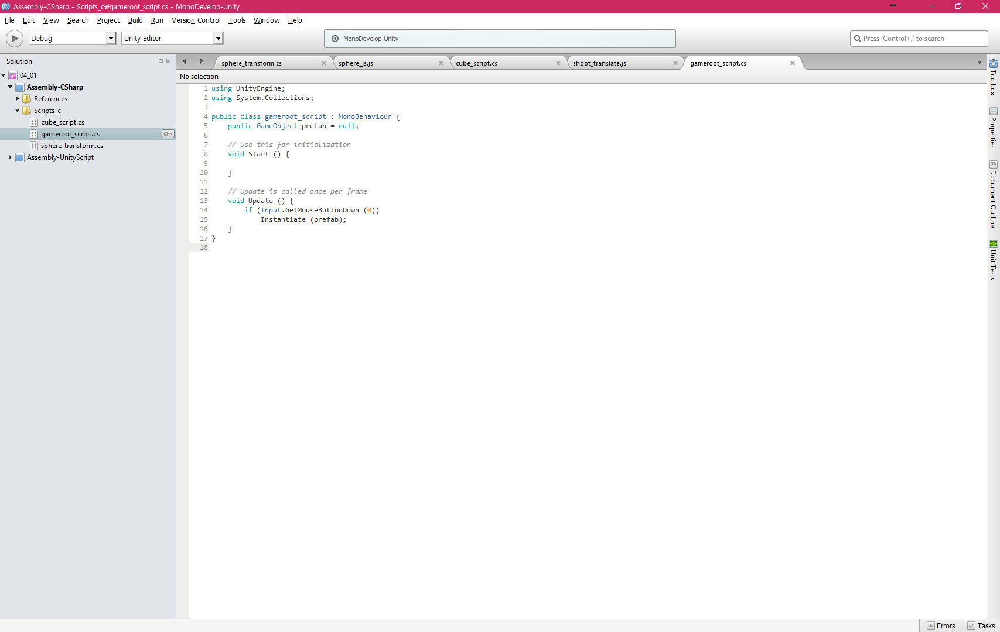 Assembly-CSharp - Scripts_c₩gameroot_script.cs - MonoDevelop-Unity
File Edit View Search Project Build Run Version Control Tools Window Help
Debug Unity Editor MonoDevelop-Unity Press 'Control+,' to search
Solution
04_01
Assembly-CSharp
References
Scripts_c
cube_script.cs
gameroot_script.cs
sphere_transform.cs
Assembly-UnityScript
sphere_transform.cs sphere_js.js cube_script.cs shoot_translate.js gameroot_script.cs
No selection
1 using UnityEngine;
2 using System.Collections;
3
4 public class gameroot_script : MonoBehaviour {
5 public GameObject prefab = null;
6
7 // Use this for initialization
8 void Start () {
9
10 }
11
12 // Update is called once per frame
13 void Update () {
14 if (Input.GetMouseButtonDown (0))
15 Instantiate (prefab);
16 }
17 }
18
Toolbox
Properties
Document Outline
Unit Tests
Errors Tasks